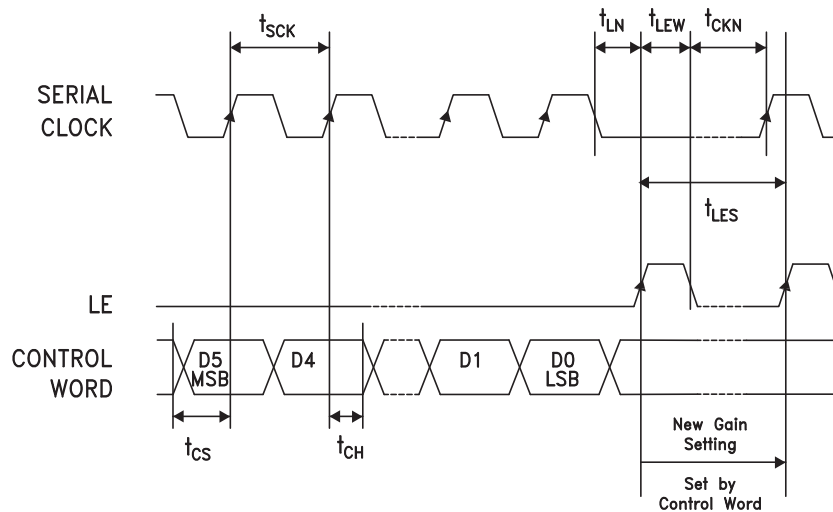 tSCK
tLN
tLEW
tCKN
SERIAL
CLOCK
tLES
LE
CONTROL
WORD
D5
MSB
D4
D1
D0
LSB
tCS
tCH
New Gain
Setting
Set by
Control Word